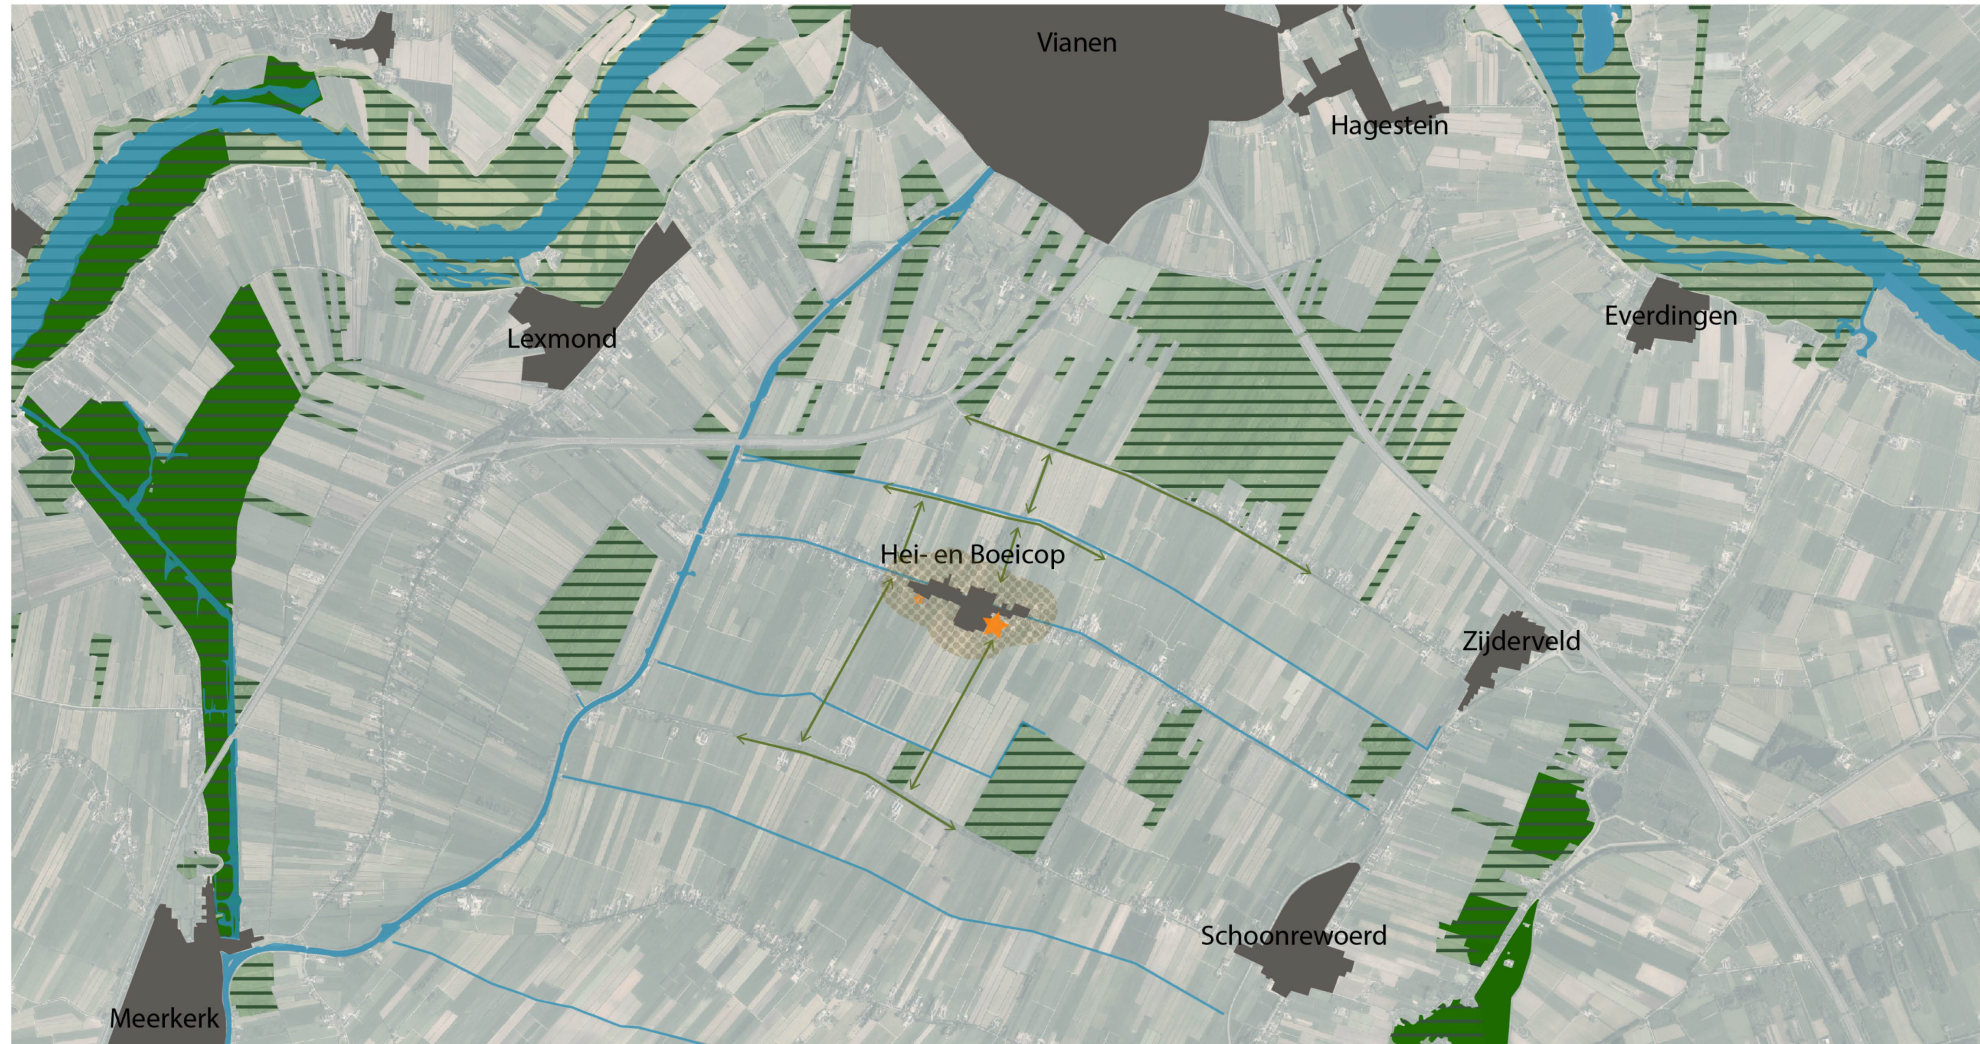 Vianen
Hagestein
Everdingen
Lexmond
Hei- en Boeicop
Zijderveld
Schoonrewoerd
Meerkerk